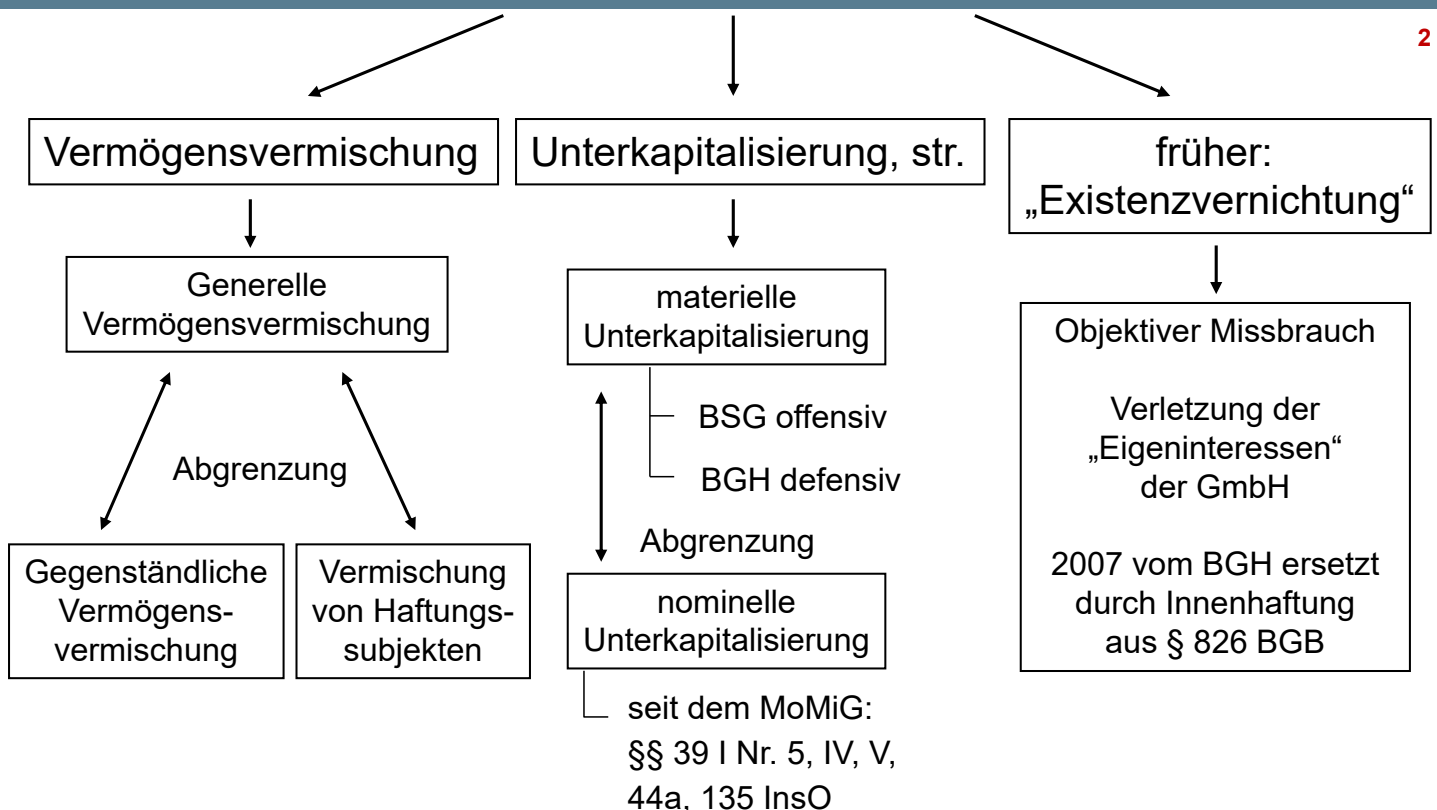 2
Vermögensvermischung
Generelle
Vermögensvermischung
Abgrenzung
Gegenständliche
Vermögens-
vermischung
Vermischung
von Haftungs-
subjekten
Unterkapitalisierung, str.
materielle
Unterkapitalisierung
BSG offensiv
BGH defensiv
Abgrenzung
nominelle
Unterkapitalisierung
seit dem MoMiG:
§§ 39 I Nr. 5, IV, V,
44a, 135 InsO
früher:
„Existenzvernichtung“
Objektiver Missbrauch
Verletzung der
„Eigeninteressen“
der GmbH
2007 vom BGH ersetzt
durch Innenhaftung
aus § 826 BGB